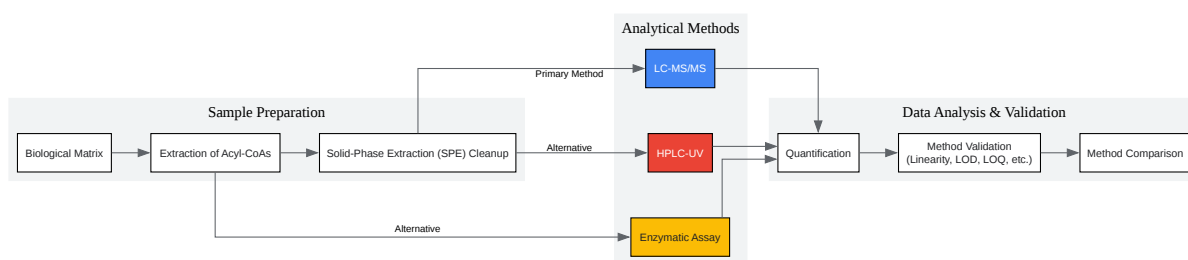 Analytical Methods
LC-MS/MS
Primary Method
Sample Preparation
Data Analysis & Validation
Biological Matrix
Extraction of Acyl-CoAs
Solid-Phase Extraction (SPE) Cleanup
Alternative
HPLC-UV
Quantification
Method Validation
(Linearity, LOD, LOQ, etc.)
Method Comparison
Alternative
Enzymatic Assay